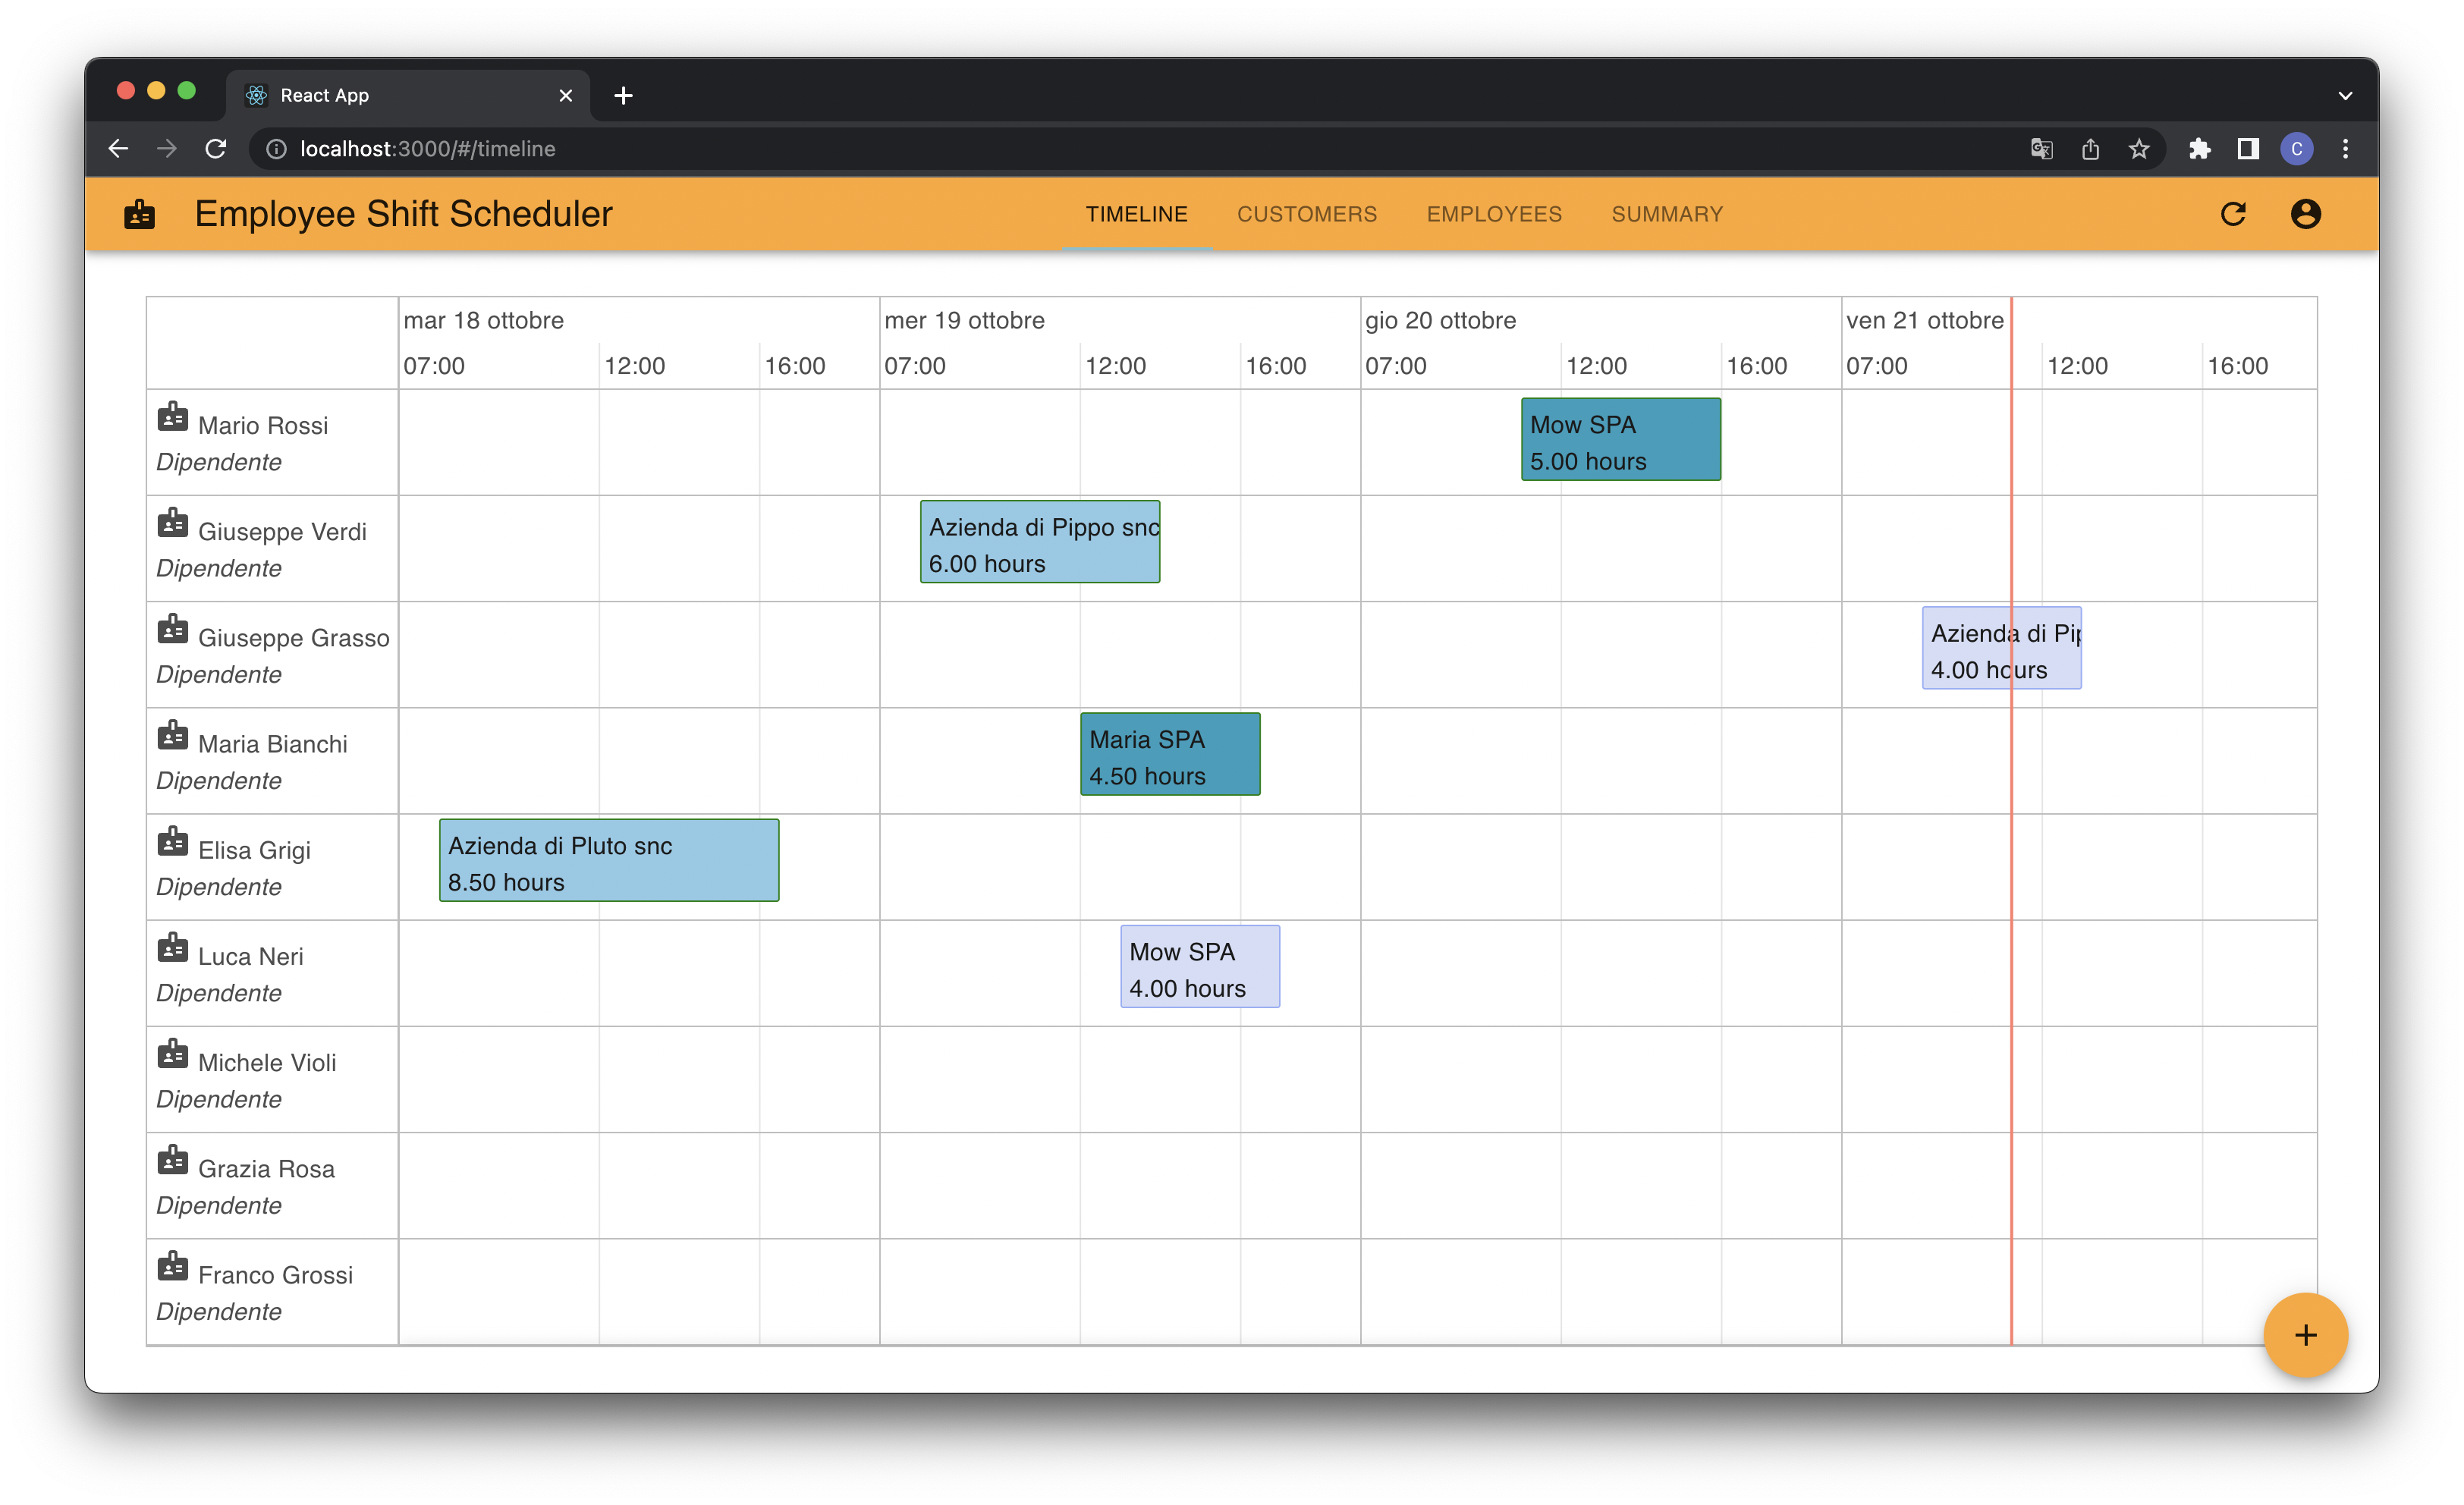 React App
localhost:3000/#/timeline
C
Employee Shift Scheduler
TIMELINE
CUSTOMERS
EMPLOYEES
SUMMARY
mar 18 ottobre
mer 19 ottobre
gio 20 ottobre
ven 21 ottobre
07:00 12:00 16:00 07:00 12:00 16:00 07:00 12:00 16:00 07:00 12:00 16:00
Mario Rossi
Dipendente
Mow SPA
5.00 hours
Giuseppe Verdi
Dipendente
Azienda di Pippo snc
6.00 hours
Giuseppe Grasso
Dipendente
Azienda di Pip
4.00 hours
Maria Bianchi
Dipendente
Maria SPA
4.50 hours
Elisa Grigi
Dipendente
Azienda di Pluto snc
8.50 hours
Luca Neri
Dipendente
Mow SPA
4.00 hours
Michele Violi
Dipendente
Grazia Rosa
Dipendente
Franco Grossi
Dipendente